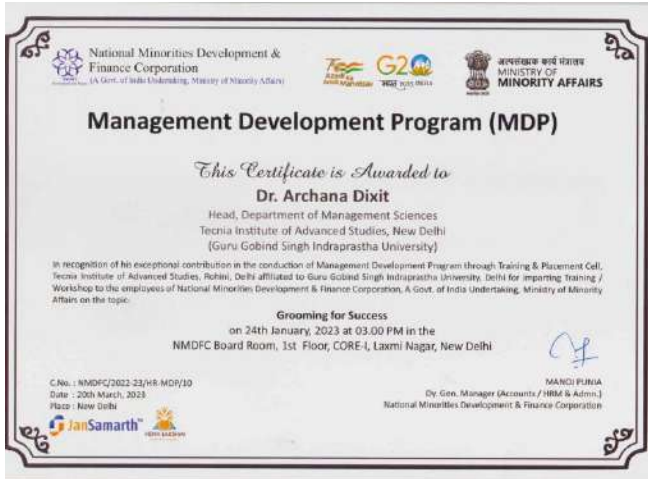 National Minorities Development &
Finance Corporation
(A Govt. of India Undertaking, Ministry of Minority Affairs)
G20
अल्पसंख्यक कार्य मंत्रालय
MINISTRY OF
MINORITY AFFAIRS
Management Development Program (MDP)
This Certificate is Awarded to
Dr. Archana Dixit
Head, Department of Management Sciences
Tecnia Institute of Advanced Studies, New Delhi
(Guru Gobind Singh Indraprastha University)
In recognition of his exceptional contribution in the conduction of Management Development Program through Training & Placement Cell,
Tecnia Institute of Advanced Studies, Rohini, Delhi affiliated to Guru Gobind Singh Indraprastha University, Delhi for imparting Training /
Workshop to the employees of National Minorities Development & Finance Corporation, A Govt. of India Undertaking, Ministry of Minority
Affairs on the topic
Grooming for Success
on 24th January, 2023 at 03.00 PM in the
NMDFC Board Room, 1st Floor, CORE-I, Laxmi Nagar, New Delhi
C.No. : NMDFC/2022-23/HR-MDP/10
Date : 20th March, 2023
Place : New Delhi
MANOJ PUNIA
Dy. Gen. Manager (Accounts / HRM & Admn.)
National Minorities Development & Finance Corporation
JanSamarth